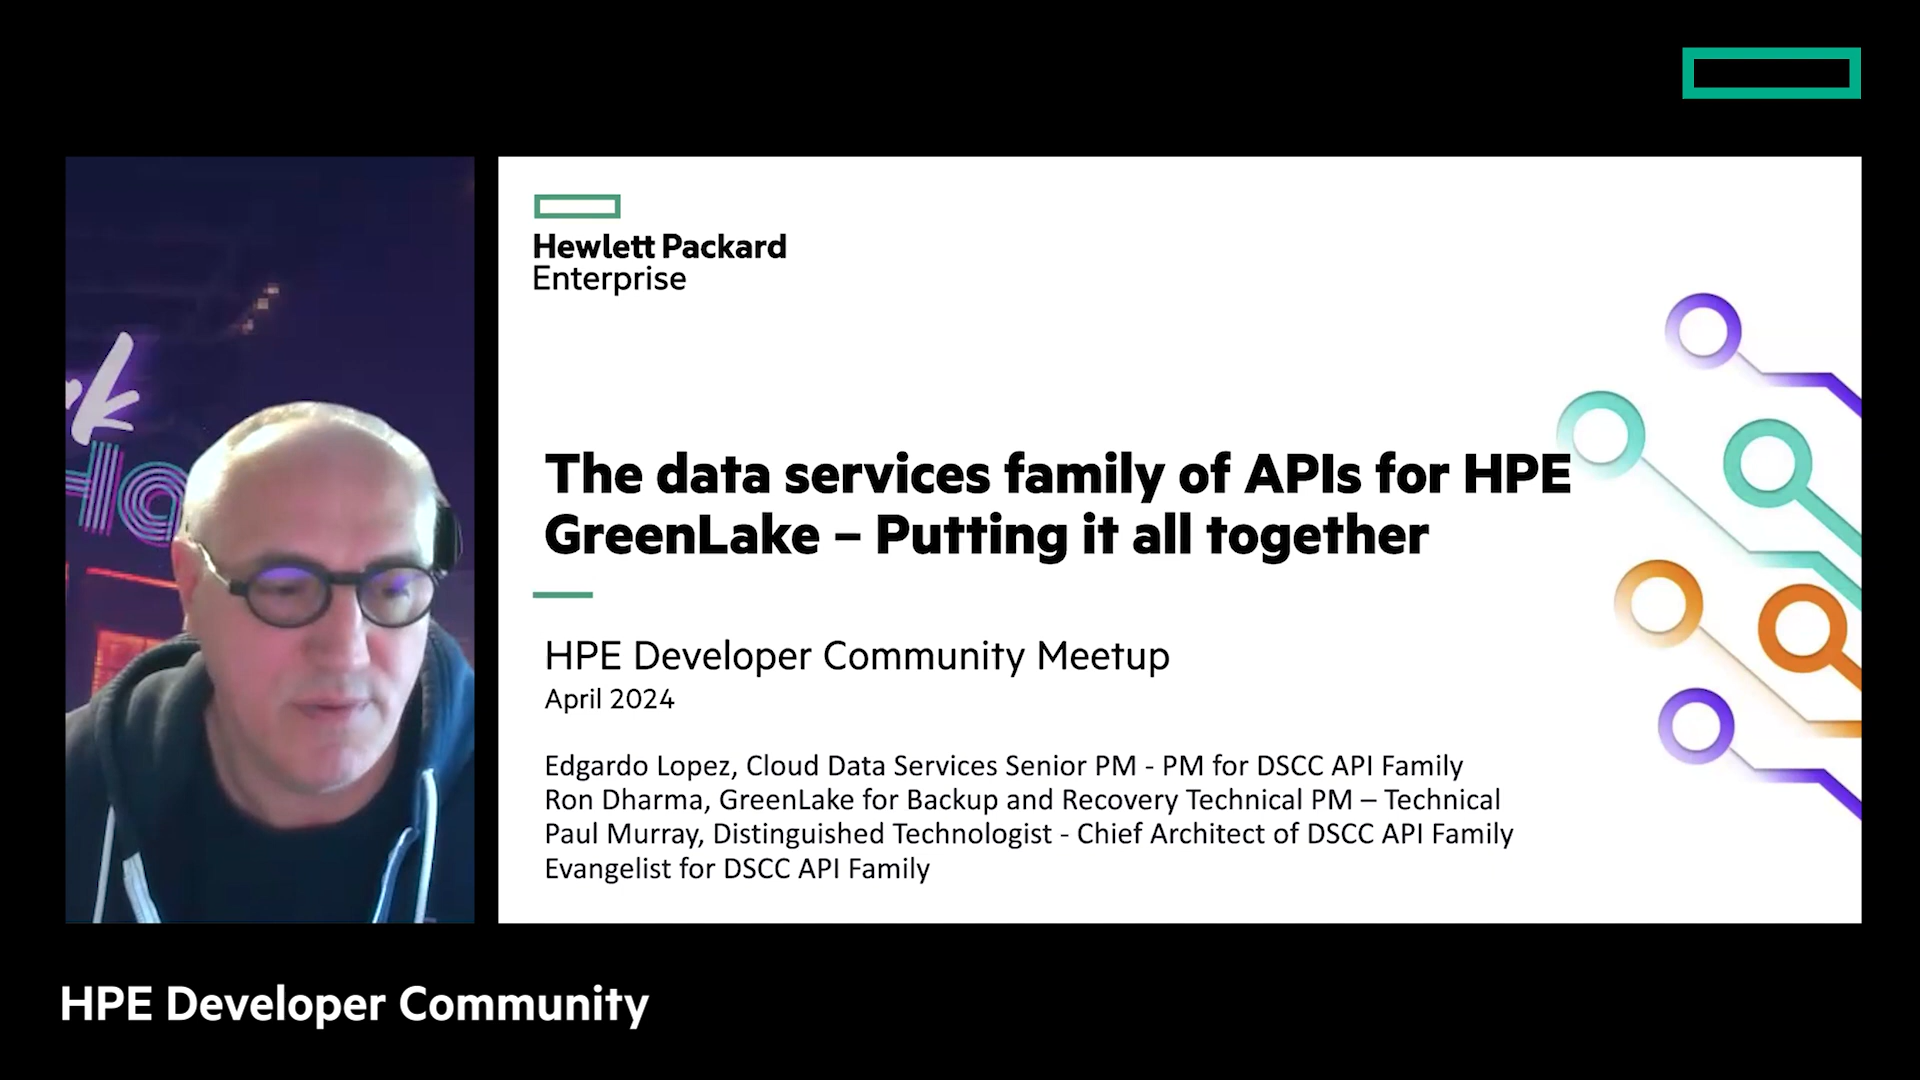 Hewlett Packard
Enterprise
The data services family of APIs for HPE
GreenLake – Putting it all together
HPE Developer Community Meetup
April 2024
Edgardo Lopez, Cloud Data Services Senior PM - PM for DSCC API Family
Ron Dharma, GreenLake for Backup and Recovery Technical PM – Technical
Paul Murray, Distinguished Technologist - Chief Architect of DSCC API Family
Evangelist for DSCC API Family
HPE Developer Community